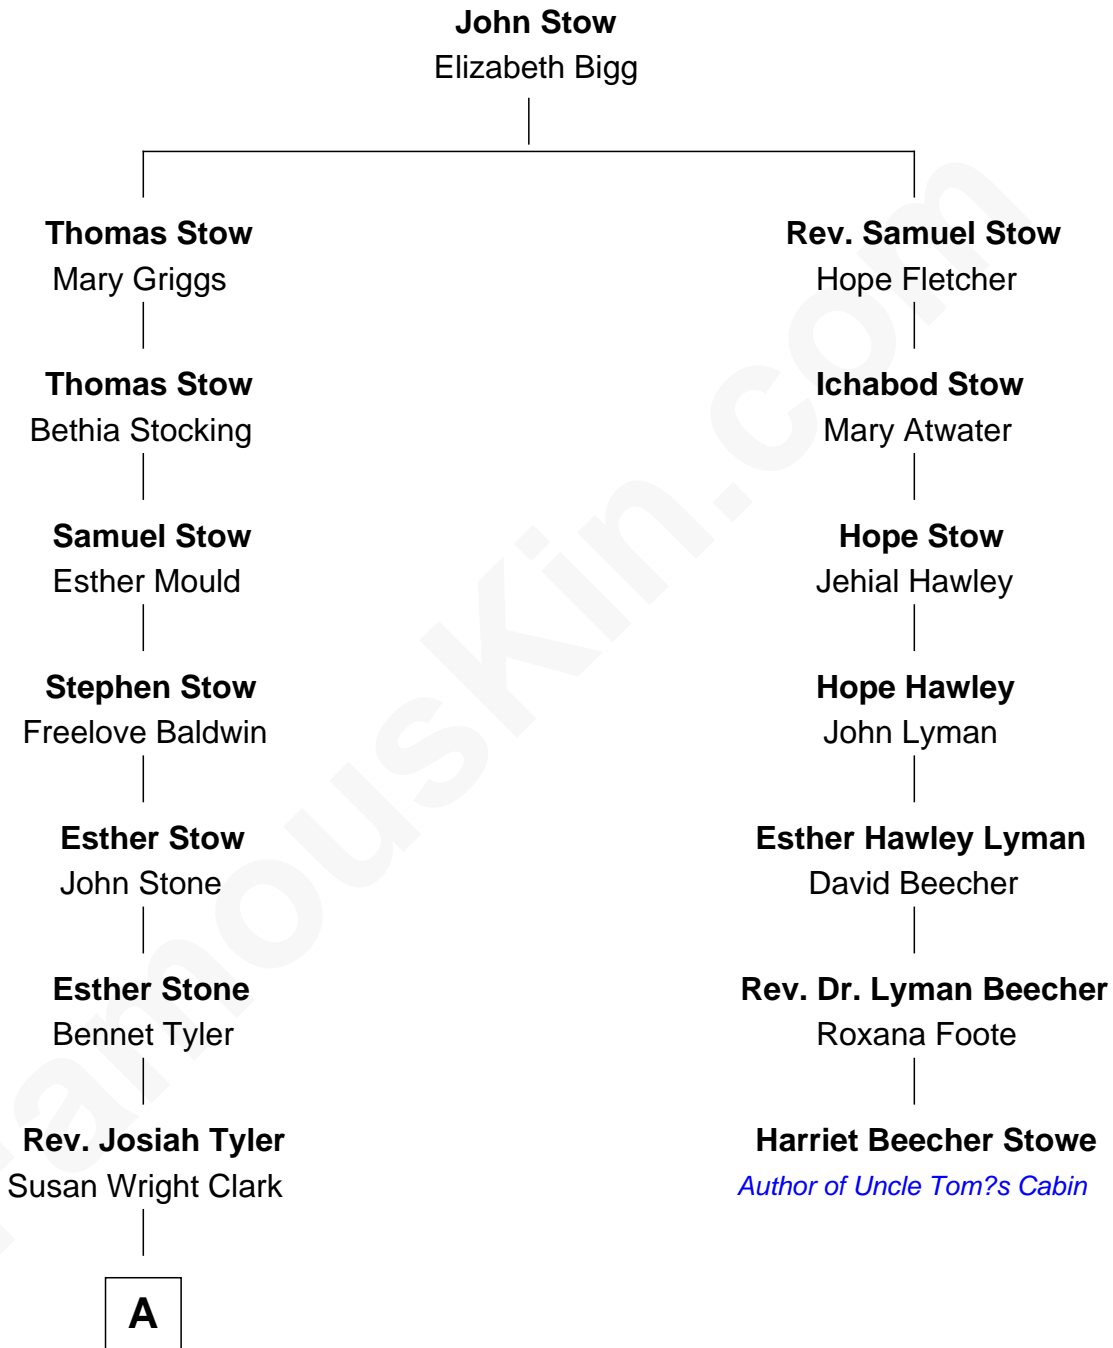 John Stow
Elizabeth Bigg
Thomas Stow
Mary Griggs
Rev. Samuel Stow
Hope Fletcher
Thomas Stow
Bethia Stocking
Ichabod Stow
Mary Atwater
Samuel Stow
Esther Mould
Hope Stow
Jehial Hawley
Stephen Stow
Freelove Baldwin
Hope Hawley
John Lyman
Esther Stow
John Stone
Esther Hawley Lyman
David Beecher
Esther Stone
Bennet Tyler
Rev. Dr. Lyman Beecher
Roxana Foote
Rev. Josiah Tyler
Susan Wright Clark
Harriet Beecher Stowe
Author of Uncle Tom?s Cabin
A
FamousKin.com